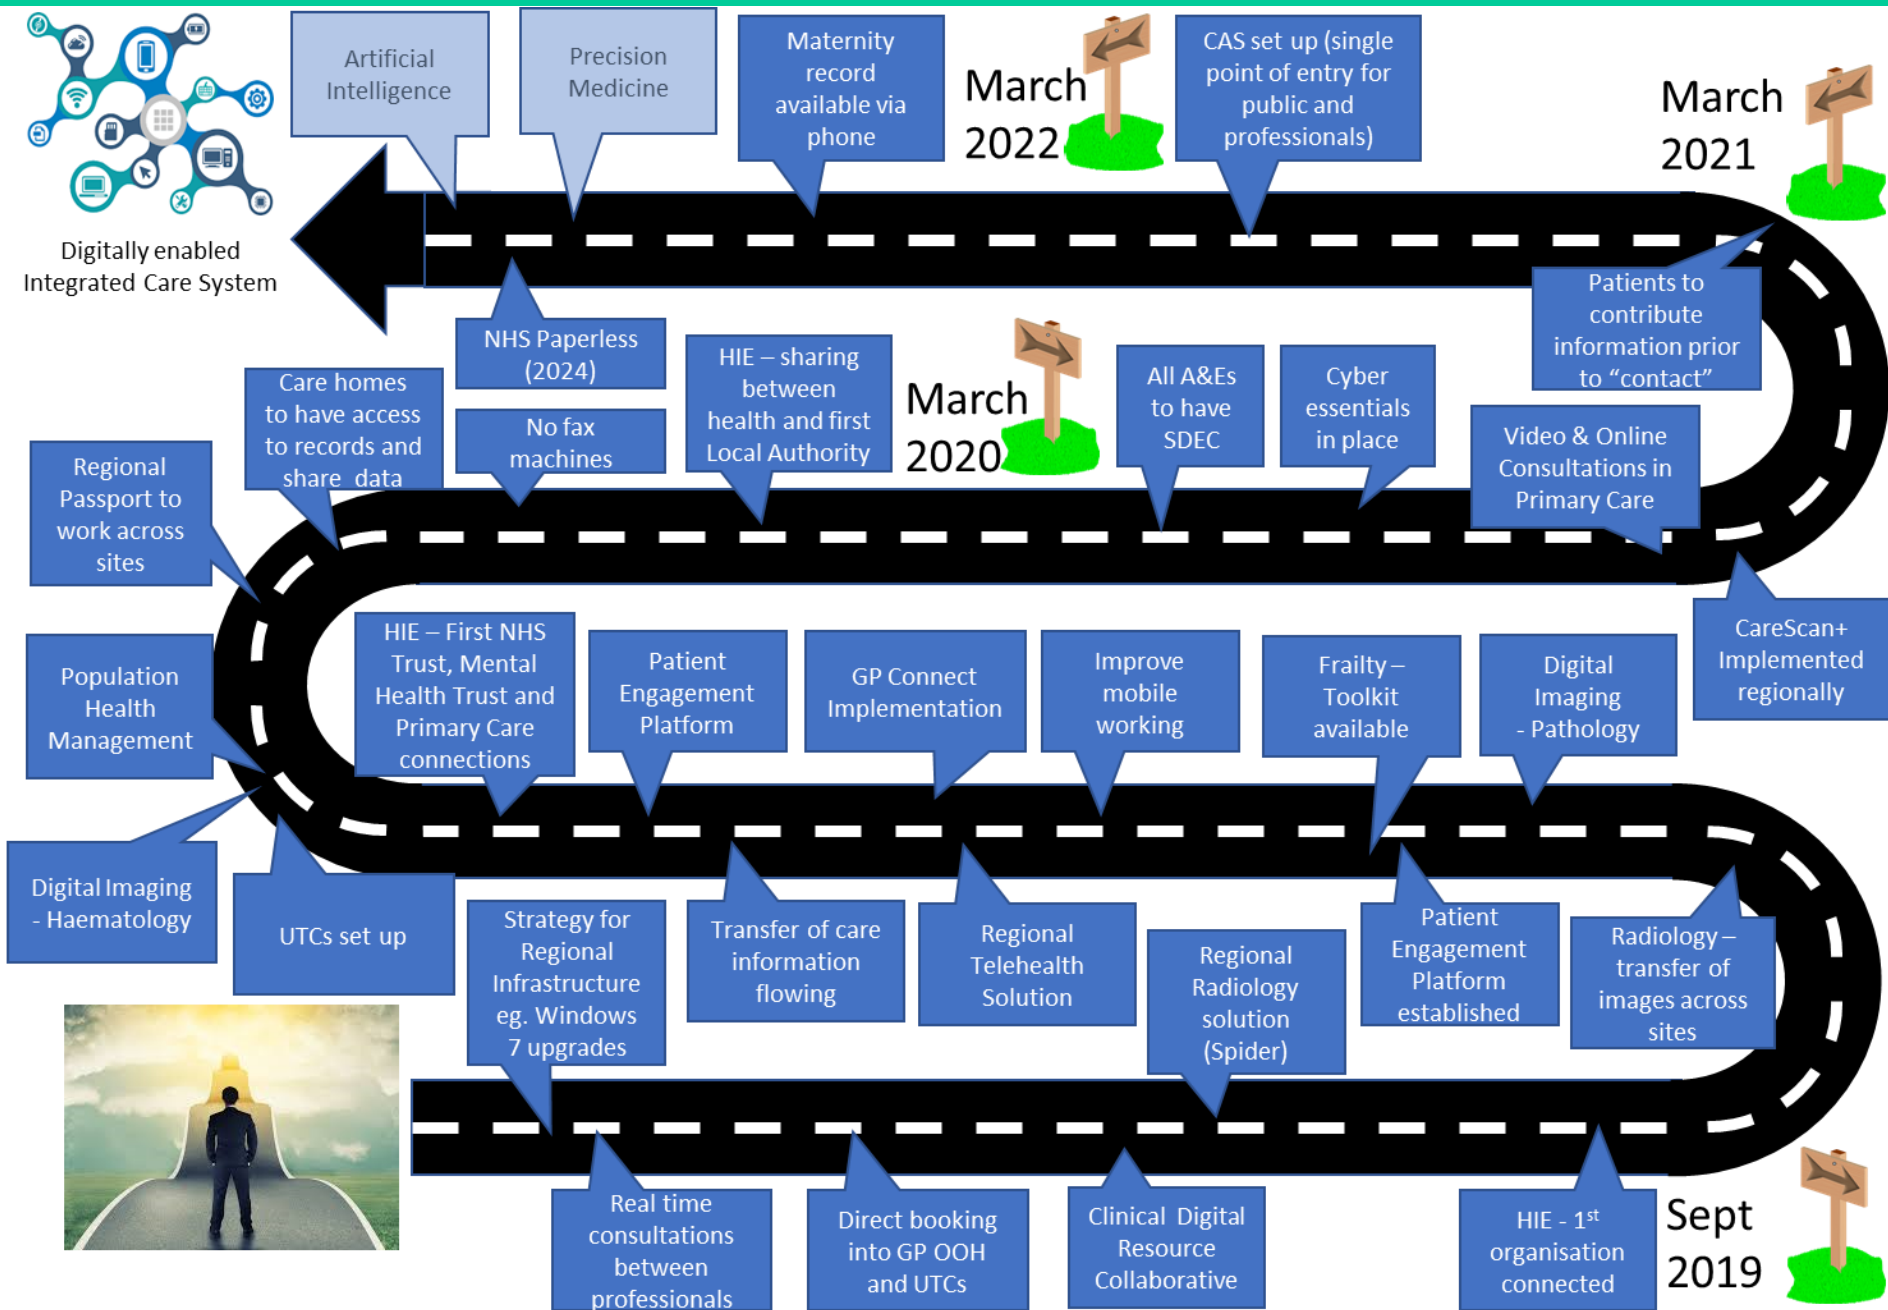 Artificial
Intelligence
Precision
Medicine
Maternity
record
available via
phone
March
2022
CAS set up (single
point of entry for
public and
professionals)
March
2021
Digitally enabled
Integrated Care System
Patients to
contribute
information prior
to “contact”
NHS Paperless
(2024)
HIE – sharing
between
health and first
Local Authority
March
2020
All A&Es
to have
SDEC
Cyber
essentials
in place
Care homes
to have access
to records and
share data
No fax
machines
Video & Online
Consultations in
Primary Care
Regional
Passport to
work across
sites
CareScan+
Implemented
regionally
Population
Health
Management
HIE – First NHS
Trust, Mental
Health Trust and
Primary Care
connections
Patient
Engagement
Platform
GP Connect
Implementation
Improve
mobile
working
Frailty –
Toolkit
available
Digital
Imaging
- Pathology
Digital Imaging
- Haematology
UTCs set up
Strategy for
Regional
Infrastructure
eg. Windows
7 upgrades
Transfer of care
information
flowing
Regional
Telehealth
Solution
Regional
Radiology
solution
(Spider)
Patient
Engagement
Platform
established
Radiology –
transfer of
images across
sites
Real time
consultations
between
professionals
Direct booking
into GP OOH
and UTCs
Clinical Digital
Resource
Collaborative
HIE - 1st
organisation
connected
Sept
2019